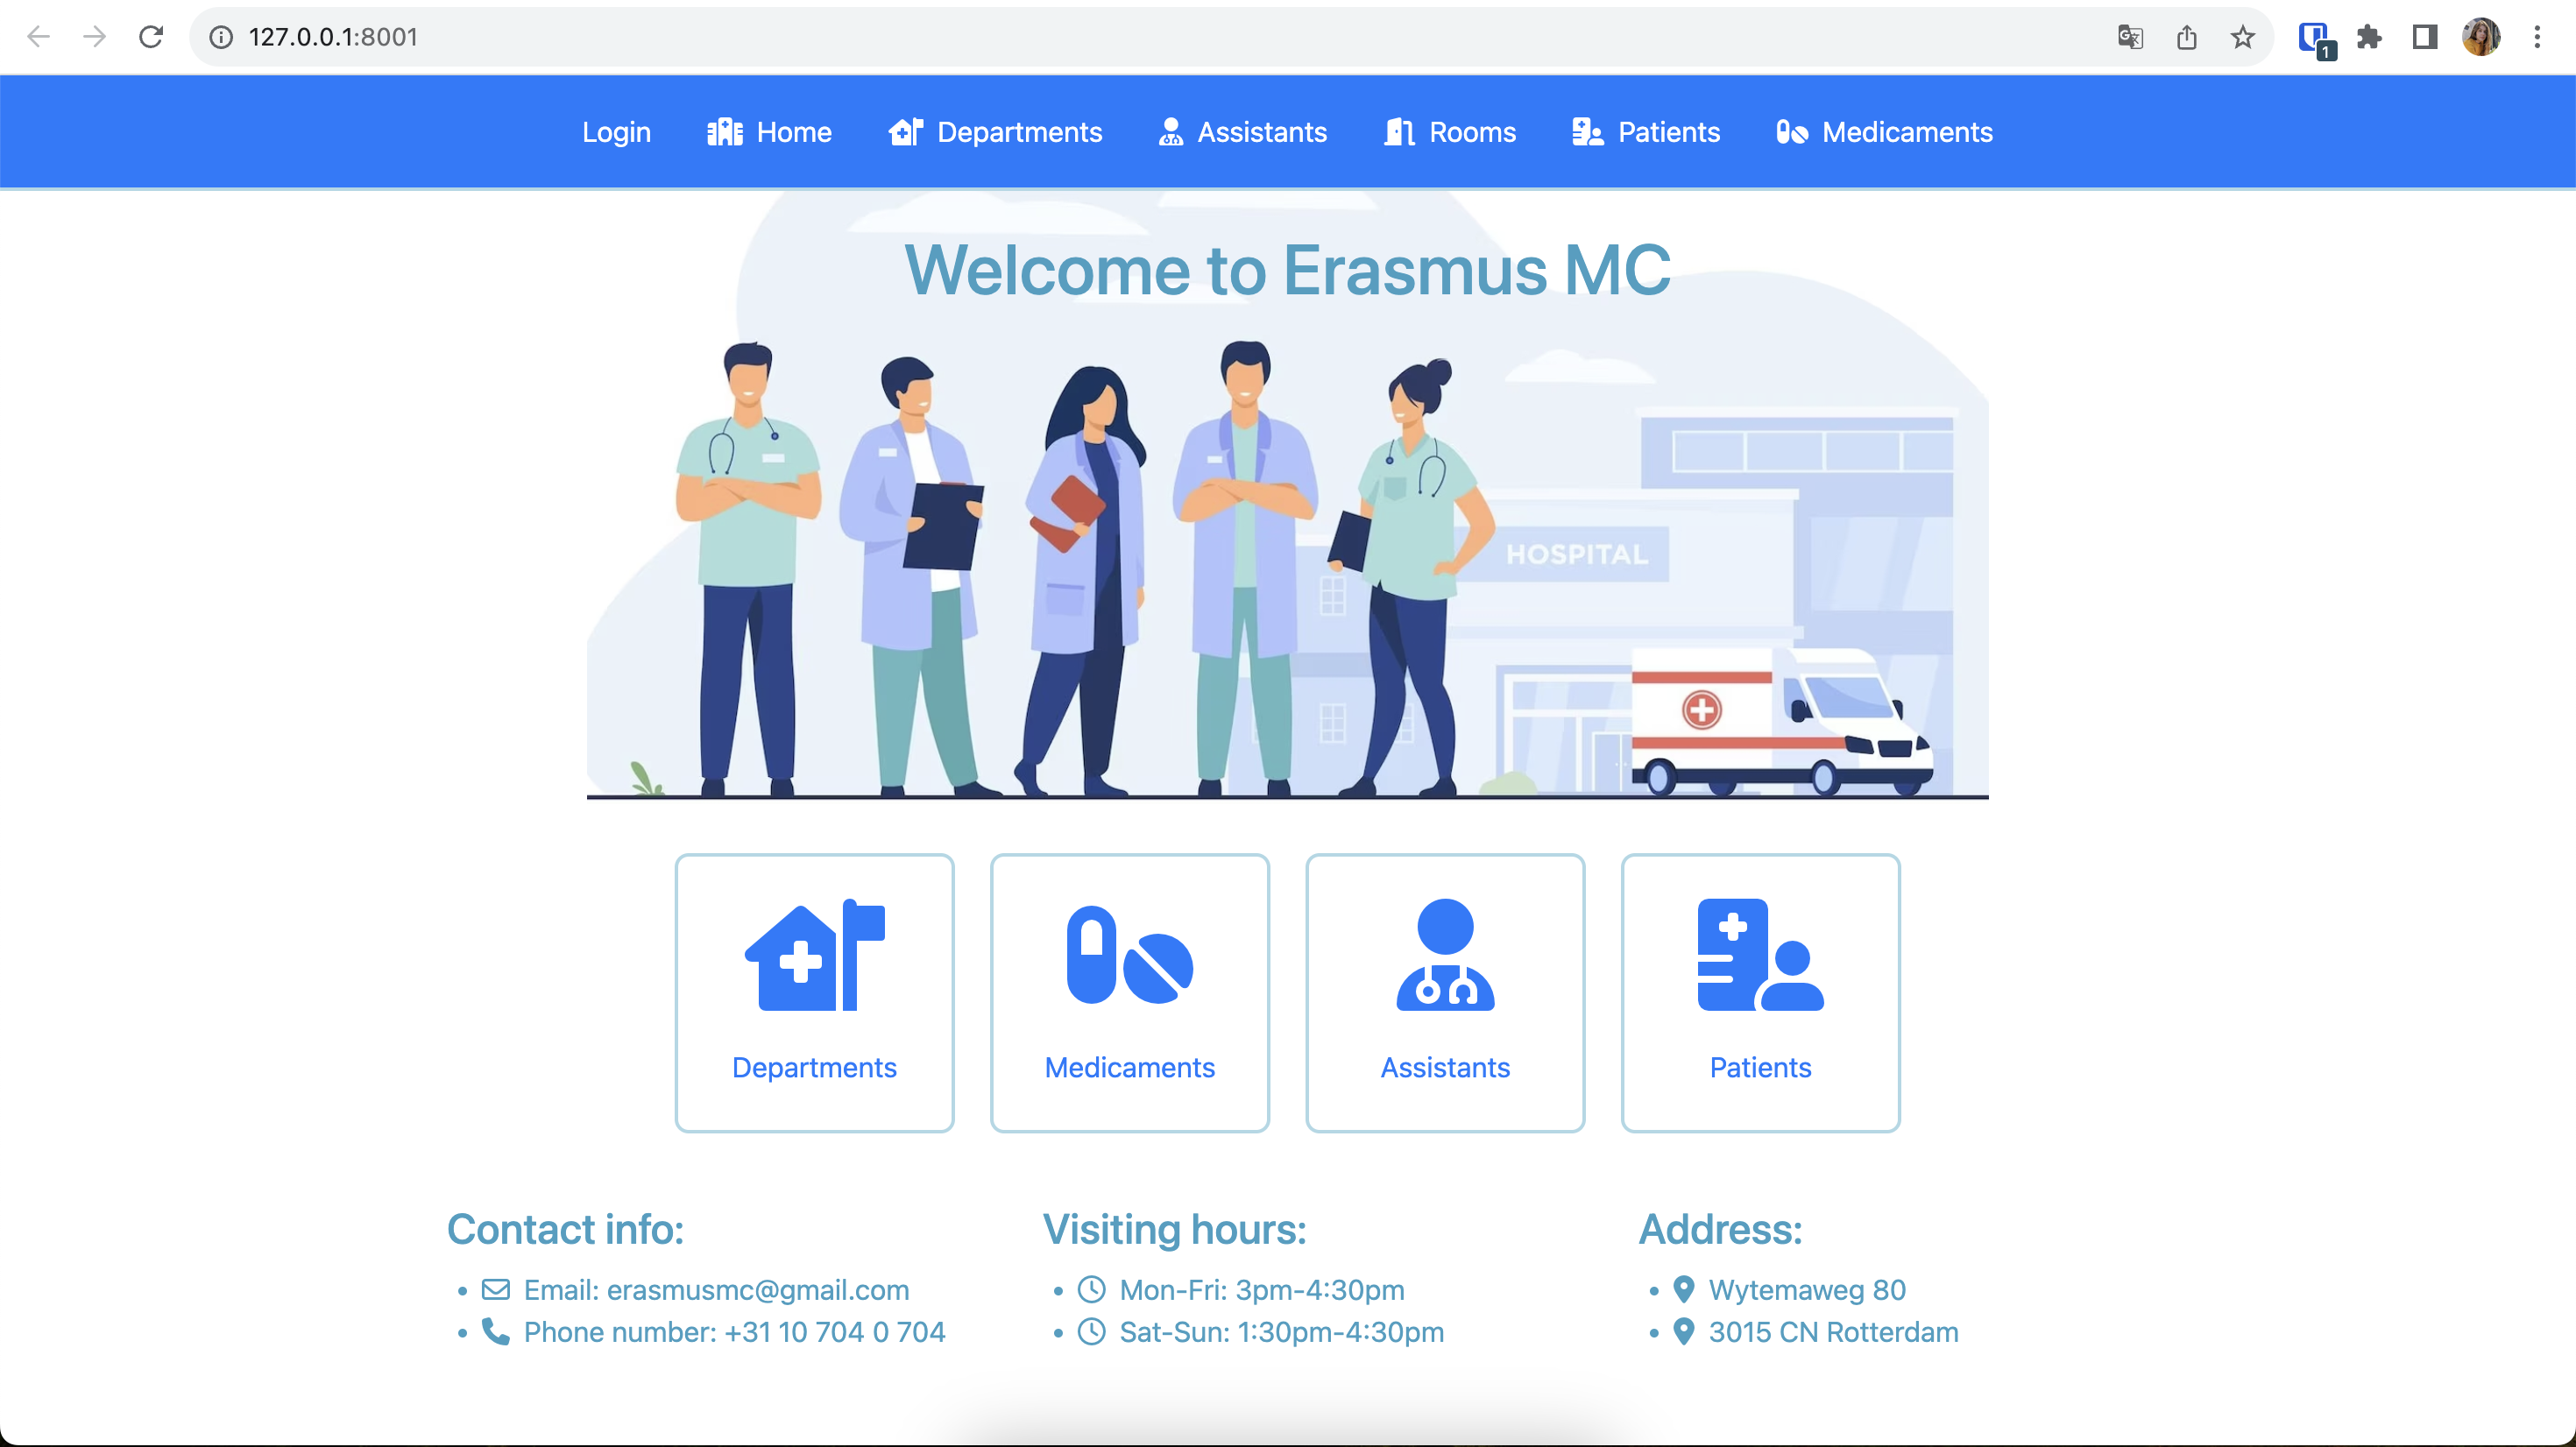 127.0.0.1:8001
1
Login Home Departments Assistants Rooms Patients Medicaments
Welcome to Erasmus MC
HOSPITAL
Departments Medicaments Assistants Patients
Contact info:
Email: erasmusmc@gmail.com
Phone number: +31 10 704 0 704
Visiting hours:
Mon-Fri: 3pm-4:30pm
Sat-Sun: 1:30pm-4:30pm
Address:
Wytemaweg 80
3015 CN Rotterdam